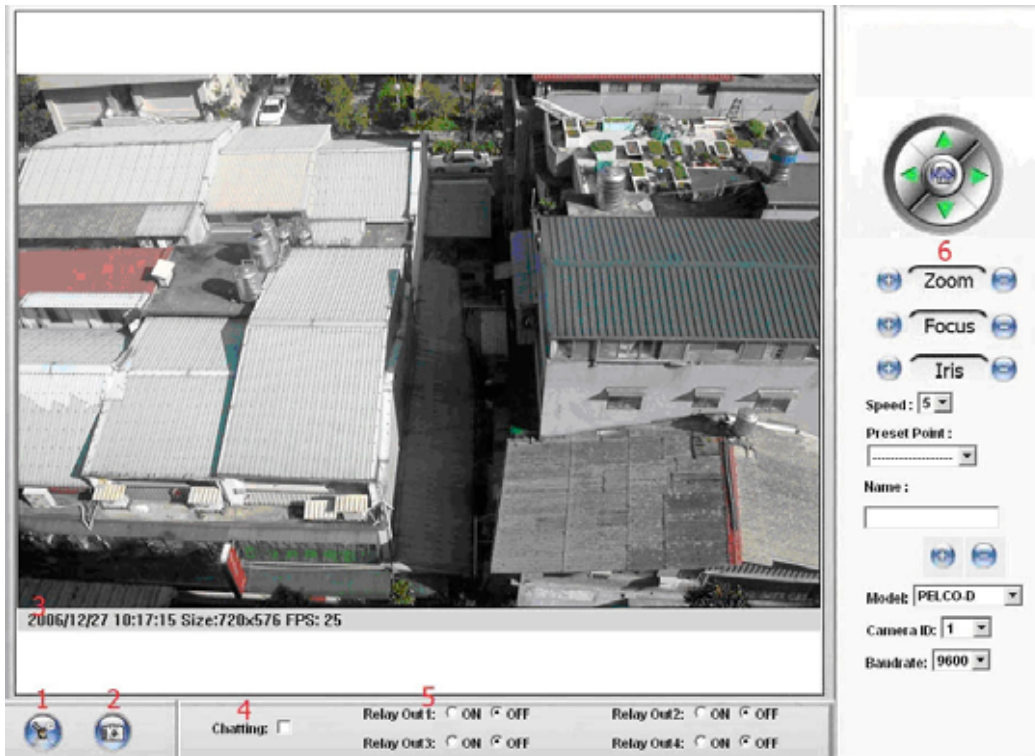 6
Zoom
Focus
Iris
Speed: 5
Preset Point:
--------------------
Name:
Model: PELCO-D
Camera ID: 1
Baudrate: 9600
3
2006/12/27 10:17:15 Size:720x576 FPS: 25
1 2 4 5
Chatting:
Relay Out1: ON OFF Relay Out2: ON OFF
Relay Out3: ON OFF Relay Out4: ON OFF